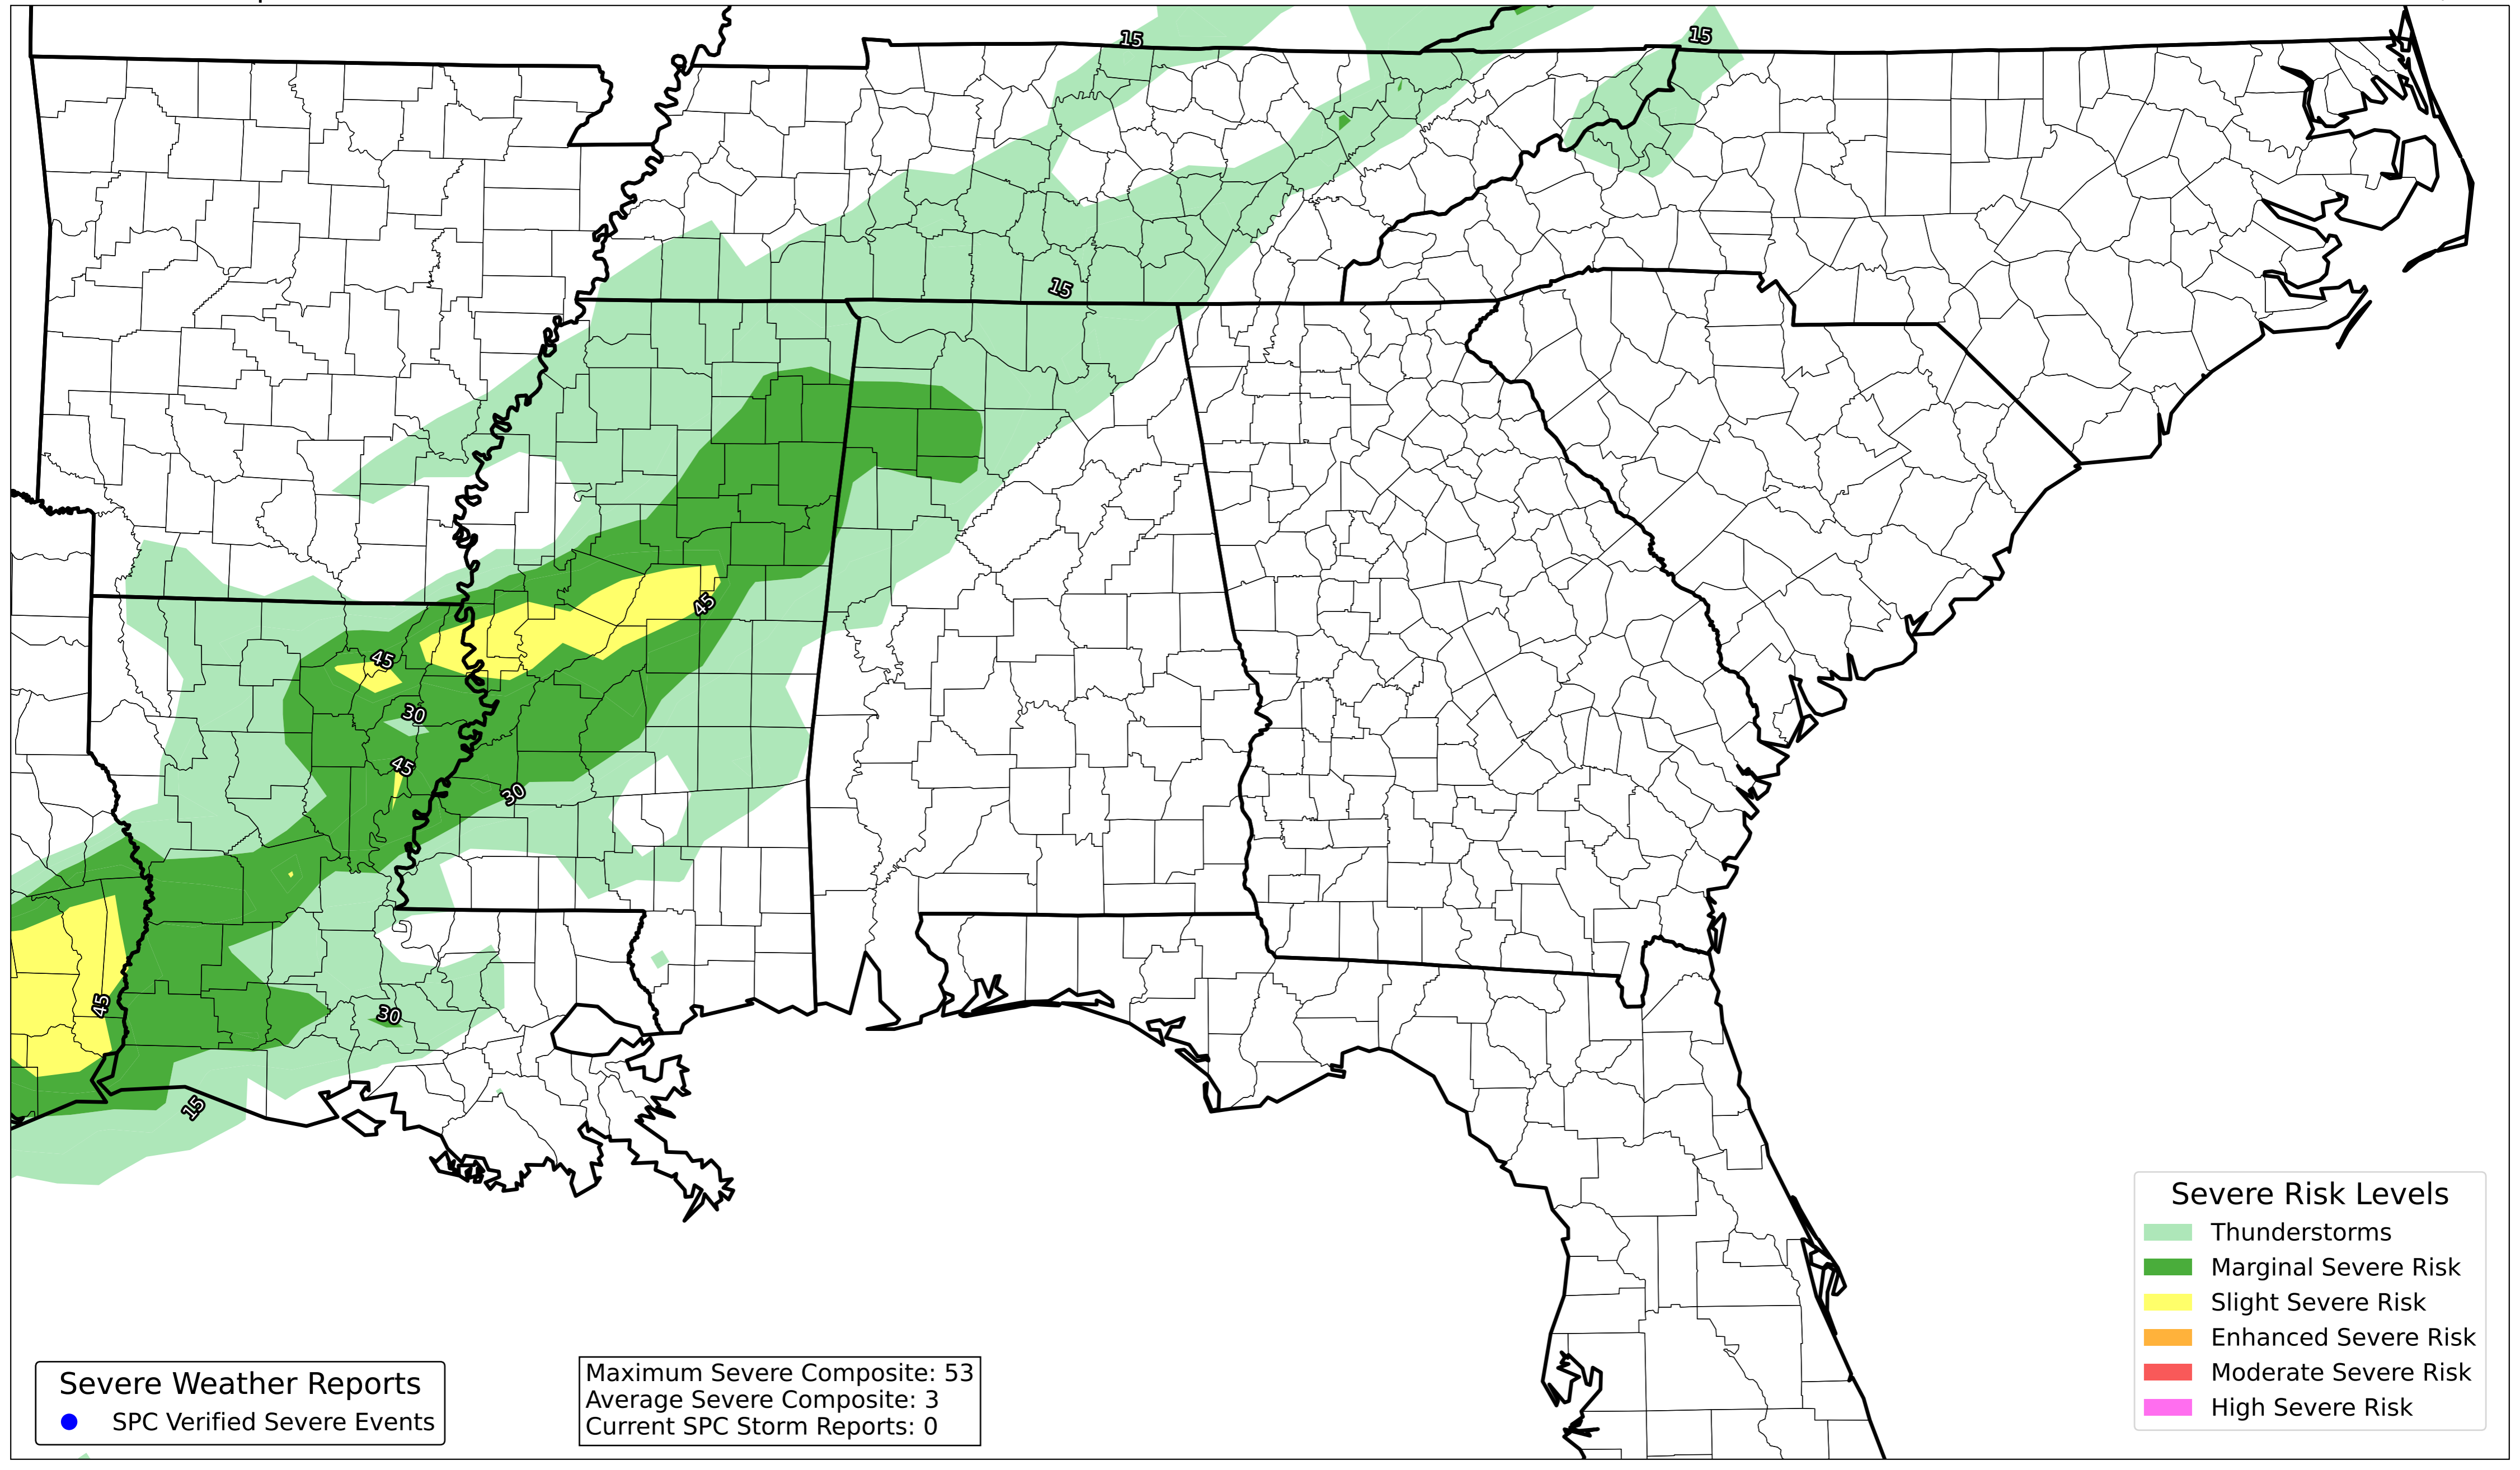 15
15
15
45
45
30
45
30
45
30
15
Severe Risk Levels
Thunderstorms
Marginal Severe Risk
Slight Severe Risk
Enhanced Severe Risk
Moderate Severe Risk
High Severe Risk
Severe Weather Reports
SPC Verified Severe Events
Maximum Severe Composite: 53
Average Severe Composite: 3
Current SPC Storm Reports: 0